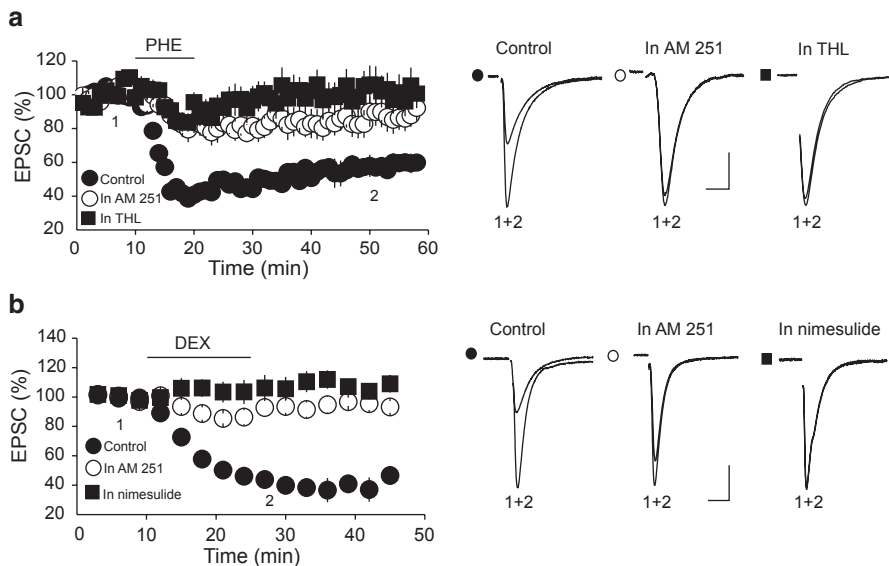 a
PHE
120
100
80
60
40
20
EPSC (%)
1
2
Control
In AM 251
In THL
0 10 20 30 40 50 60
Time (min)
Control
In AM 251
In THL
1+2
1+2
1+2
b
DEX
140
120
100
80
60
40
20
EPSC (%)
1
2
Control
In AM 251
In nimesulide
0 10 20 30 40 50
Time (min)
Control
In AM 251
In nimesulide
1+2
1+2
1+2